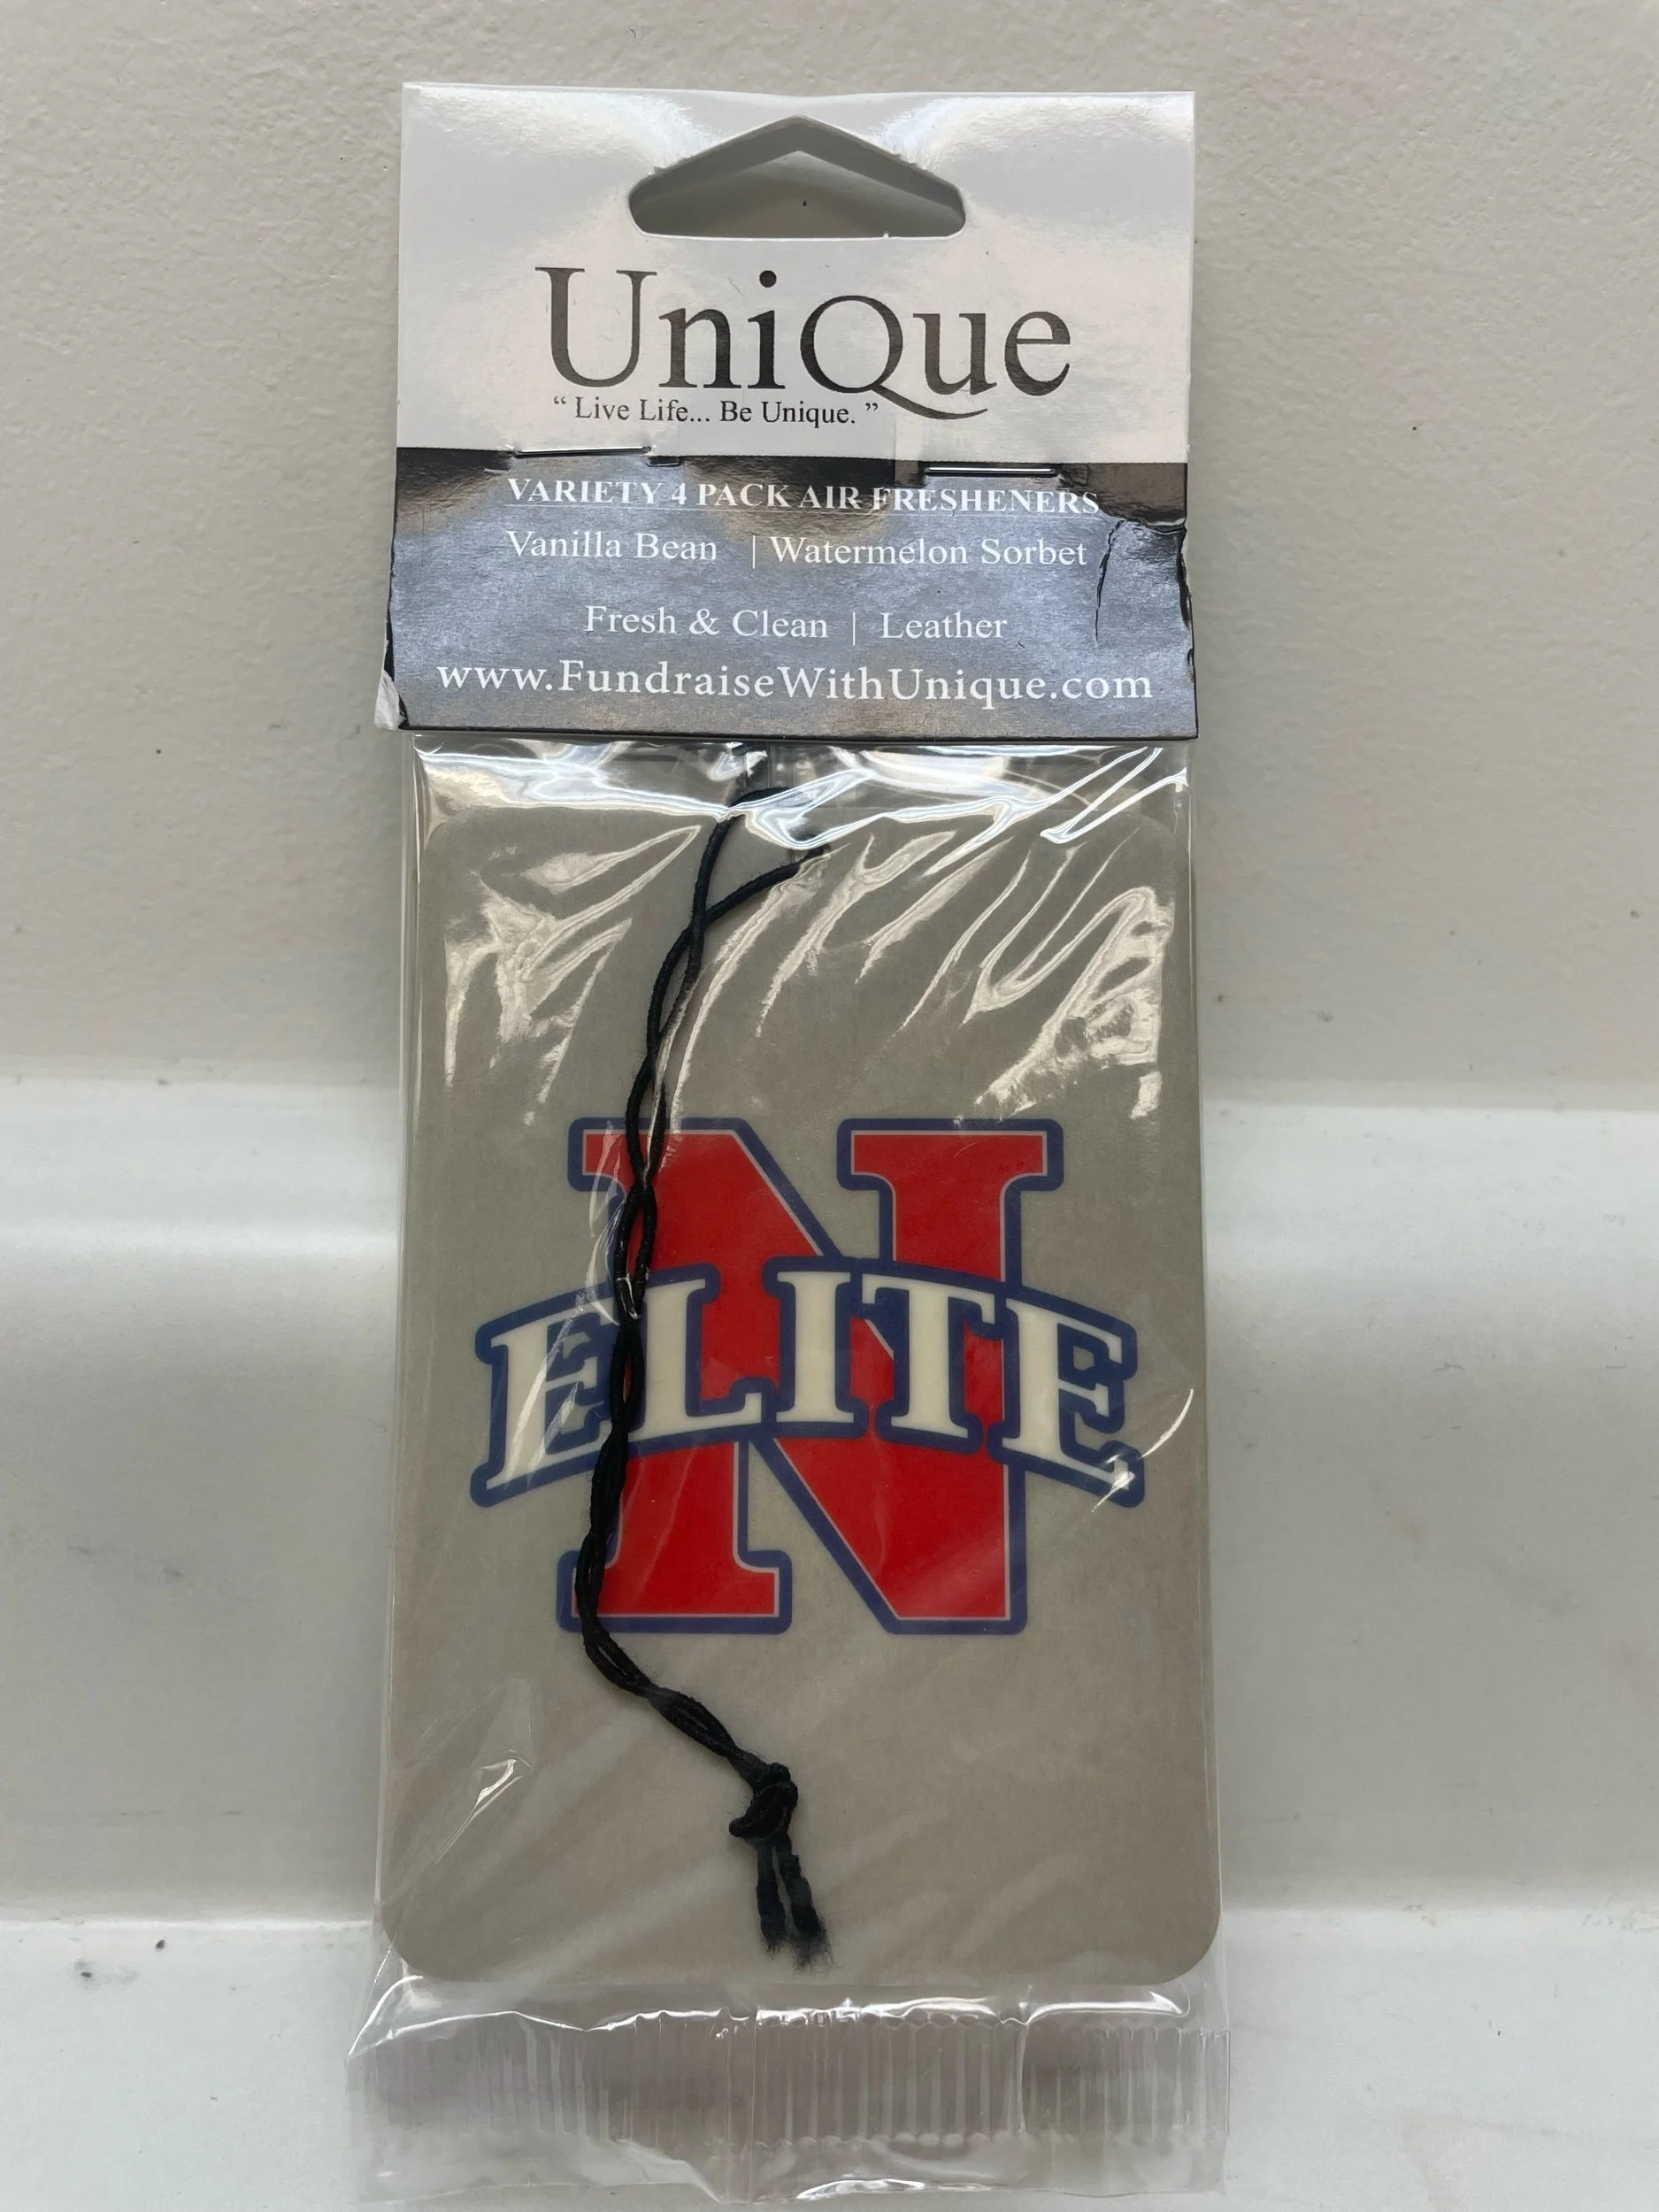 UniQue
“ Live Life... Be Unique. ”
VARIETY 4 PACK AIR FRESHENERS
Vanilla Bean | Watermelon Sorbet
Fresh & Clean | Leather
www.FundraiseWithUnique.com
N
ELITE